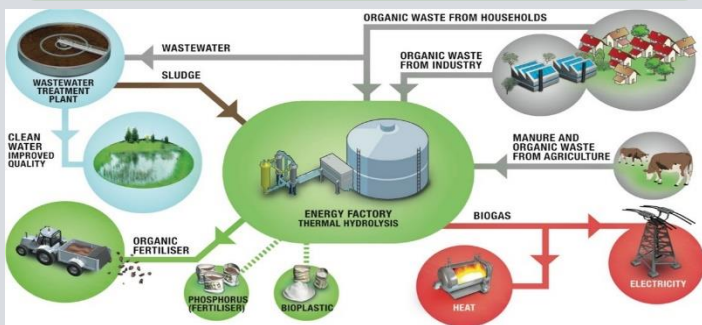 ORGANIC WASTE FROM HOUSEHOLDS
WASTEWATER
ORGANIC WASTE
FROM INDUSTRY
WASTEWATER
TREATMENT
PLANT
SLUDGE
CLEAN
WATER
IMPROVED
QUALITY
MANURE AND
ORGANIC WASTE
FROM AGRICULTURE
ENERGY FACTORY
THERMAL HYDROLYSIS
BIOGAS
ORGANIC
FERTILISER
PHOSPHORUS
(FERTILISER)
BIOPLASTIC
HEAT
ELECTRICITY